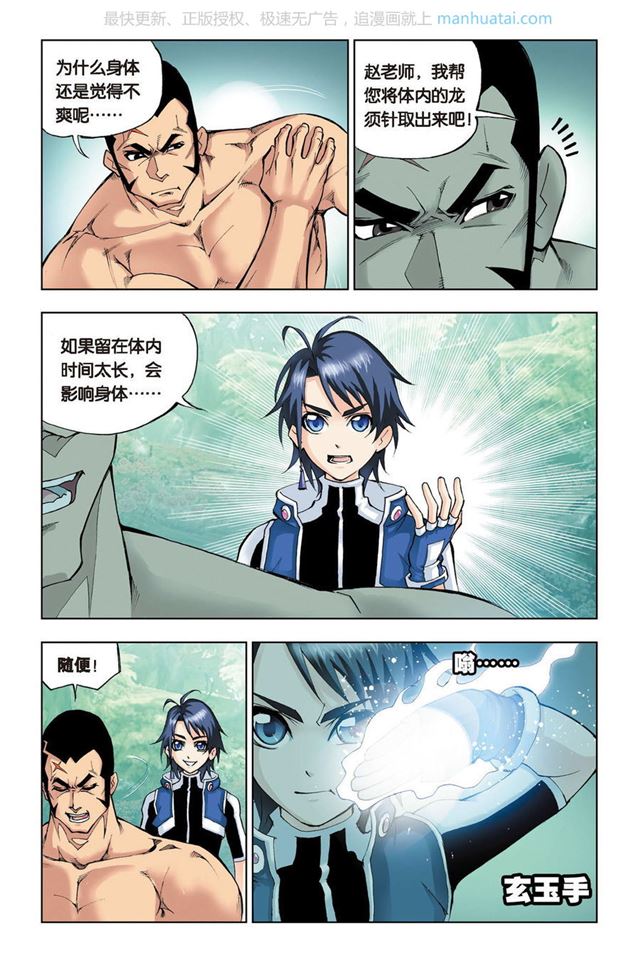 最快更新、正版授权、极速无广告，追漫画就上 manhuatai.com
为什么身体
还是觉得不
爽呢……
赵老师，我帮
您将体内的龙
须针取出来吧！
如果留在体内
时间太长，会
影响身体……
随便！
嗡……
玄玉手